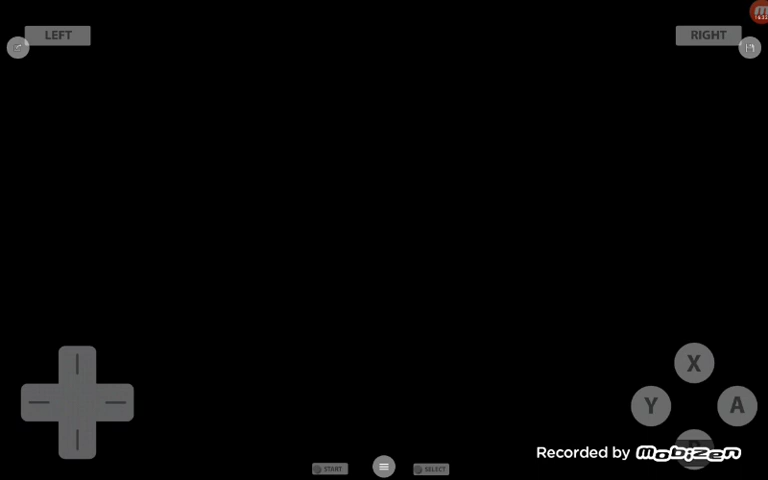 LEFT
RIGHT
X
Y
A
START
SELECT
Recorded by Mobizen